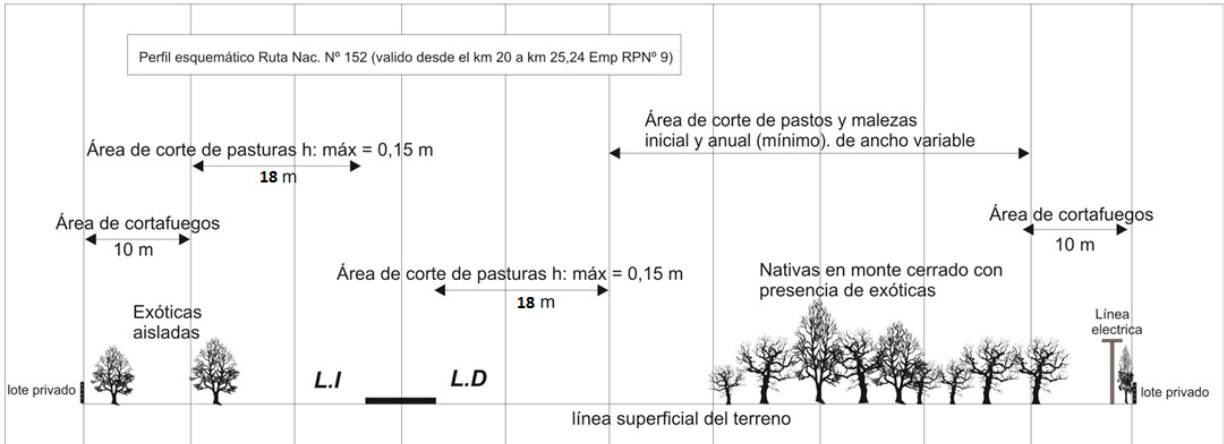 Perfil esquemático Ruta Nac. Nº 152 (valido desde el km 20 a km 25,24 Emp RPNº 9)
Área de corte de pasturas h: máx = 0,15 m
18 m
Área de corte de pastos y malezas
inicial y anual (mínimo). de ancho variable
Área de cortafuegos
10 m
Área de cortafuegos
10 m
Área de corte de pasturas h: máx = 0,15 m
18 m
Nativas en monte cerrado con
presencia de exóticas
Exóticas
aisladas
Línea
electrica
lote privado
L.I
L.D
lote privado
línea superficial del terreno